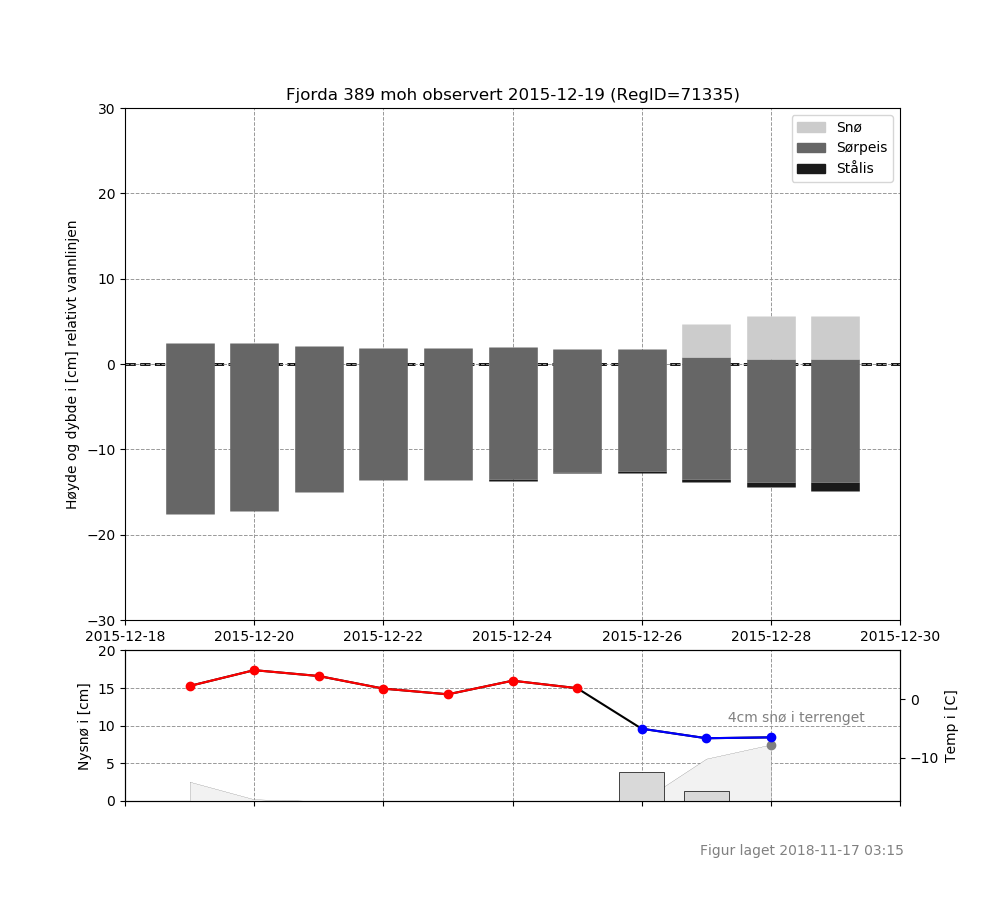 Fjorda 389 moh observert 2015-12-19 (RegID=71335)
Høyde og dybde i [cm] relativt vannlinjen
30
20
10
0
−10
−20
−30
Snø
Sørpeis
Stålis
2015-12-18 2015-12-20 2015-12-22 2015-12-24 2015-12-26 2015-12-28 2015-12-30
Nysnø i [cm]
20
15
10
5
0
4cm snø i terrenget
0
−10
Temp i [C]
Figur laget 2018-11-17 03:15